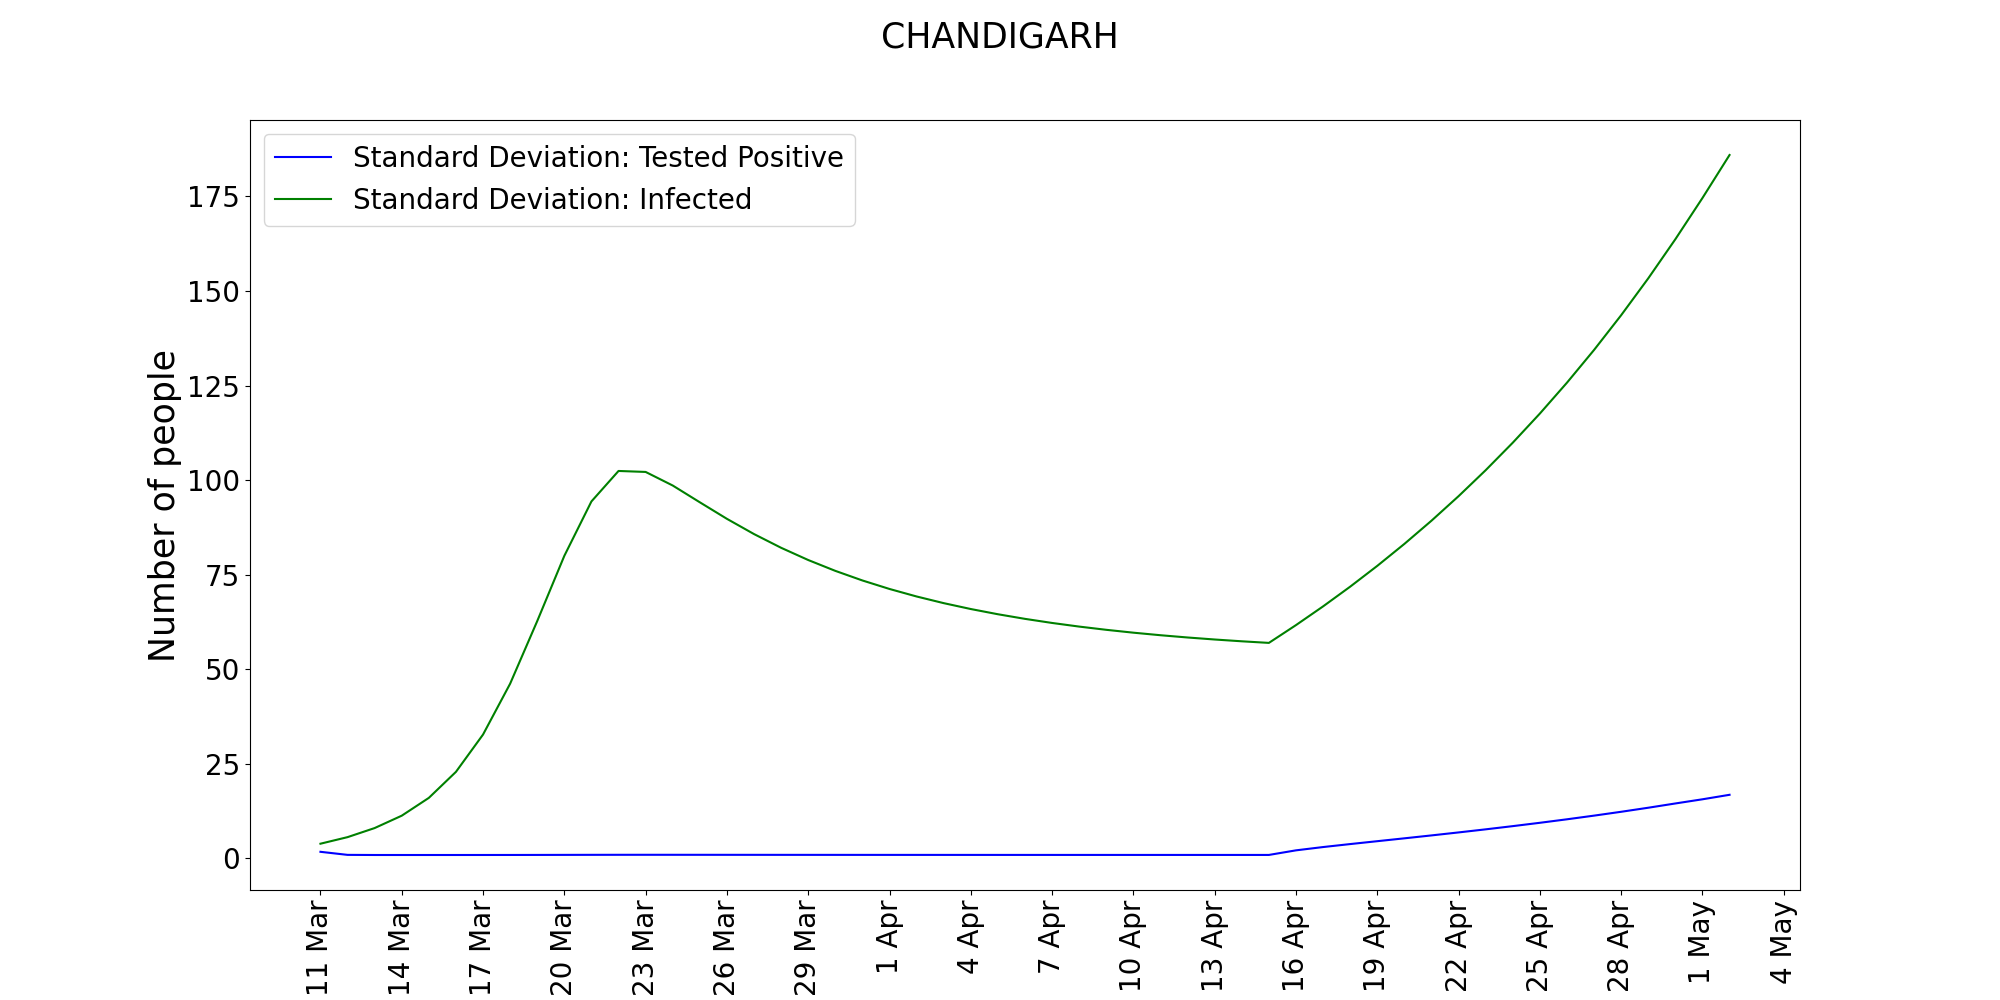 CHANDIGARH
Standard Deviation: Tested Positive
Standard Deviation: Infected
Number of people
175
150
125
100
75
50
25
0
11 Mar
14 Mar
17 Mar
20 Mar
23 Mar
26 Mar
29 Mar
1 Apr
4 Apr
7 Apr
10 Apr
13 Apr
16 Apr
19 Apr
22 Apr
25 Apr
28 Apr
1 May
4 May